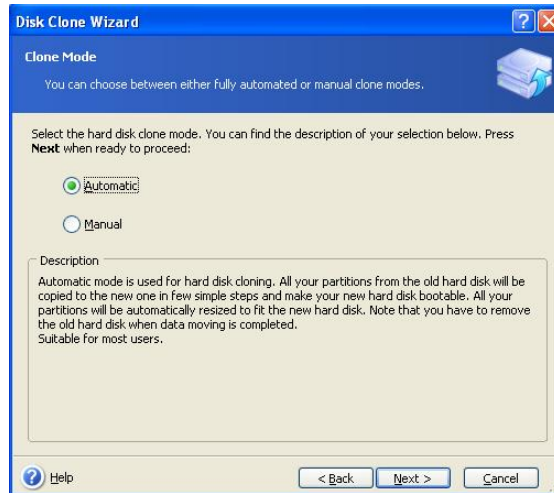 Disk Clone Wizard
Clone Mode
You can choose between either fully automated or manual clone modes.
Select the hard disk clone mode. You can find the description of your selection below. Press
Next when ready to proceed:
Automatic
Manual
Description
Automatic mode is used for hard disk cloning. All your partitions from the old hard disk will be
copied to the new one in few simple steps and make your new hard disk bootable. All your
partitions will be automatically resized to fit the new hard disk. Note that you have to remove
the old hard disk when data moving is completed.
Suitable for most users.
Help
< Back
Next >
Cancel